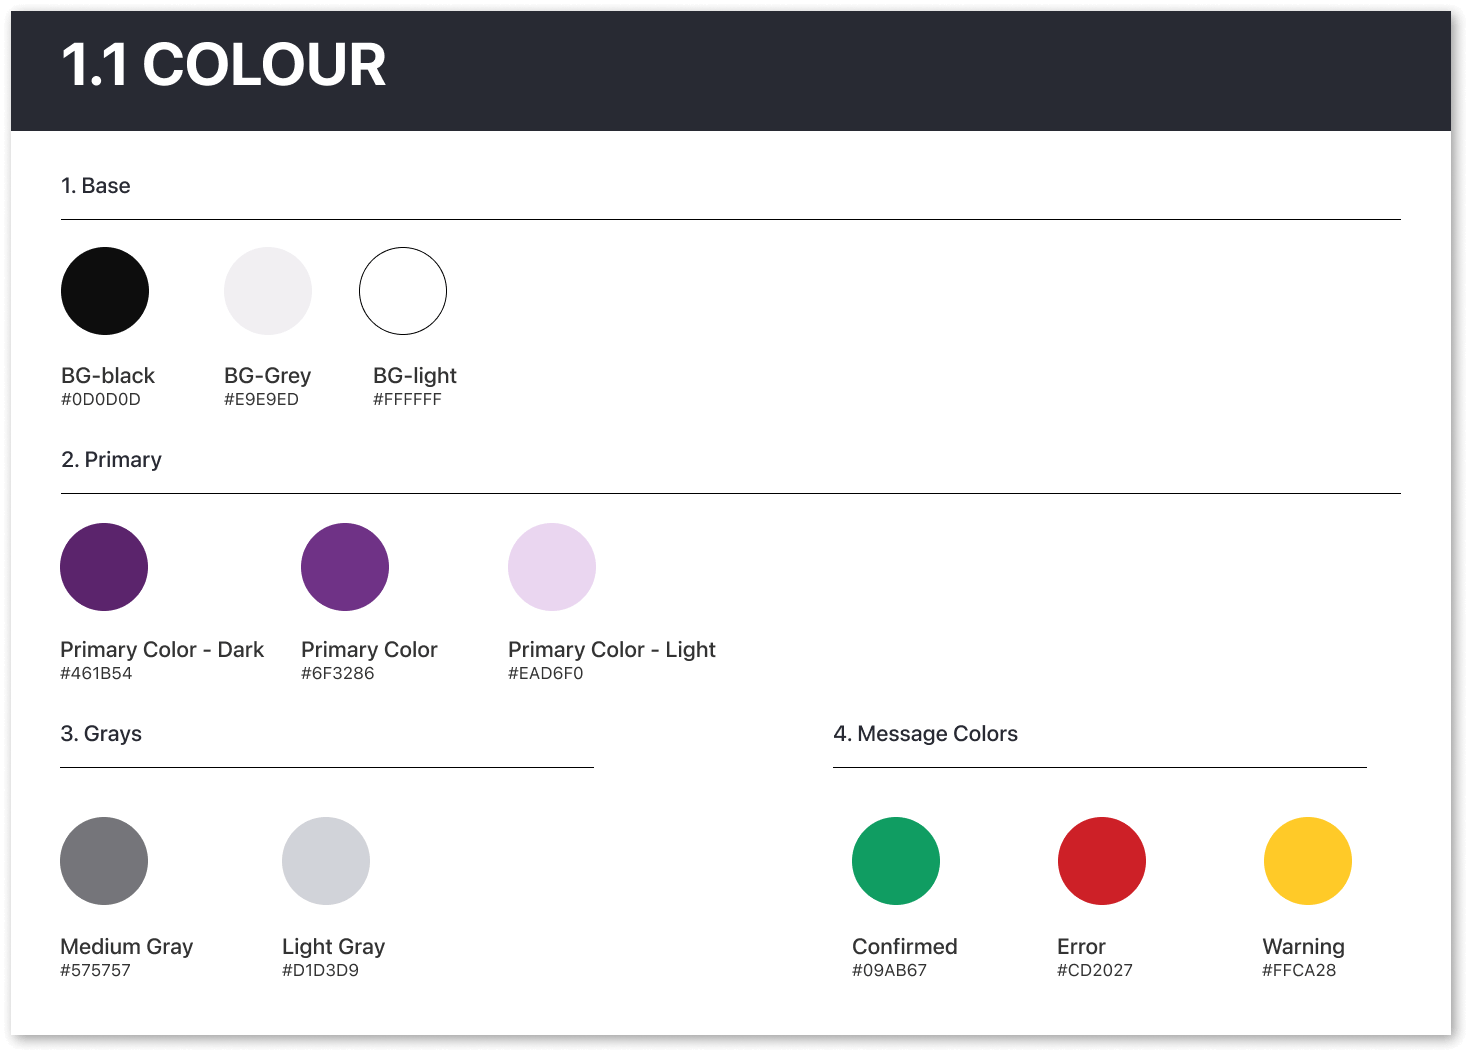 1.1 COLOUR
1. Base
BG-black
#0D0D0D
BG-Grey
#E9E9ED
BG-light
#FFFFFF
2. Primary
Primary Color - Dark
#461B54
Primary Color
#6F3286
Primary Color - Light
#EAD6F0
3. Grays
Medium Gray
#575757
Light Gray
#D1D3D9
4. Message Colors
Confirmed
#09AB67
Error
#CD2027
Warning
#FFCA28